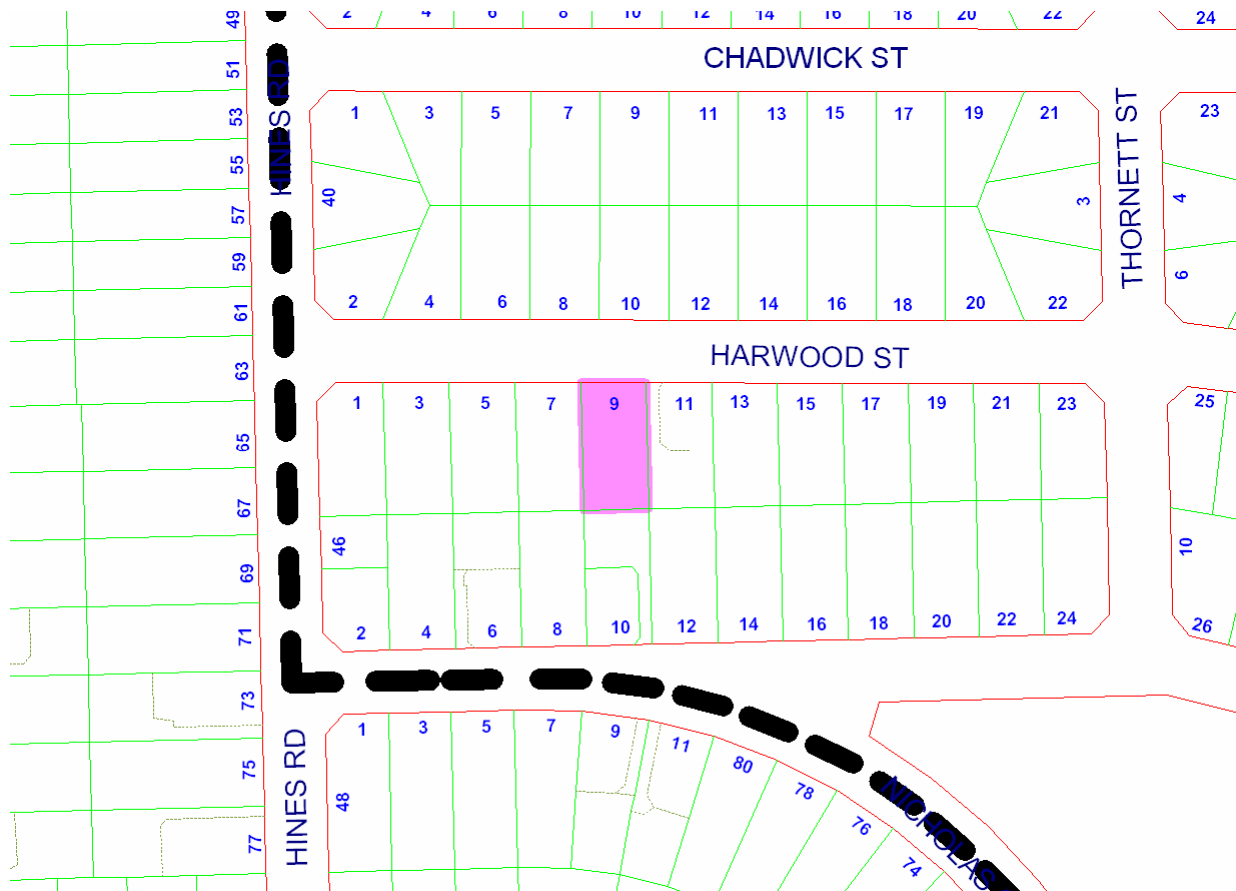 49 2 4 6 8 10 12 14 16 18 20 22 24
CHADWICK ST
51
HINES RD
53 1 3 5 7 9 11 13 15 17 19 21 THORNETT ST 23
55
40 3 4
57
59 6
61 2 4 6 8 10 12 14 16 18 20 22
HARWOOD ST
63
1 3 5 7 9 11 13 15 17 19 21 23 25
65
67
46 10
69
71 2 4 6 8 10 12 14 16 18 20 22 24 26
73
1 3 5 7 9 11 80
HINES RD
75
48 78
76
77 74
NICHOLAS